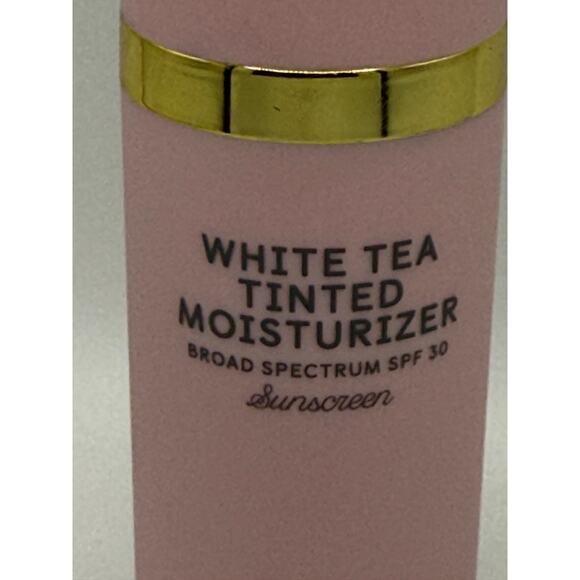 WHITE TEA
TINTED
MOISTURIZER
BROAD SPECTRUM SPF 30
Sunscreen